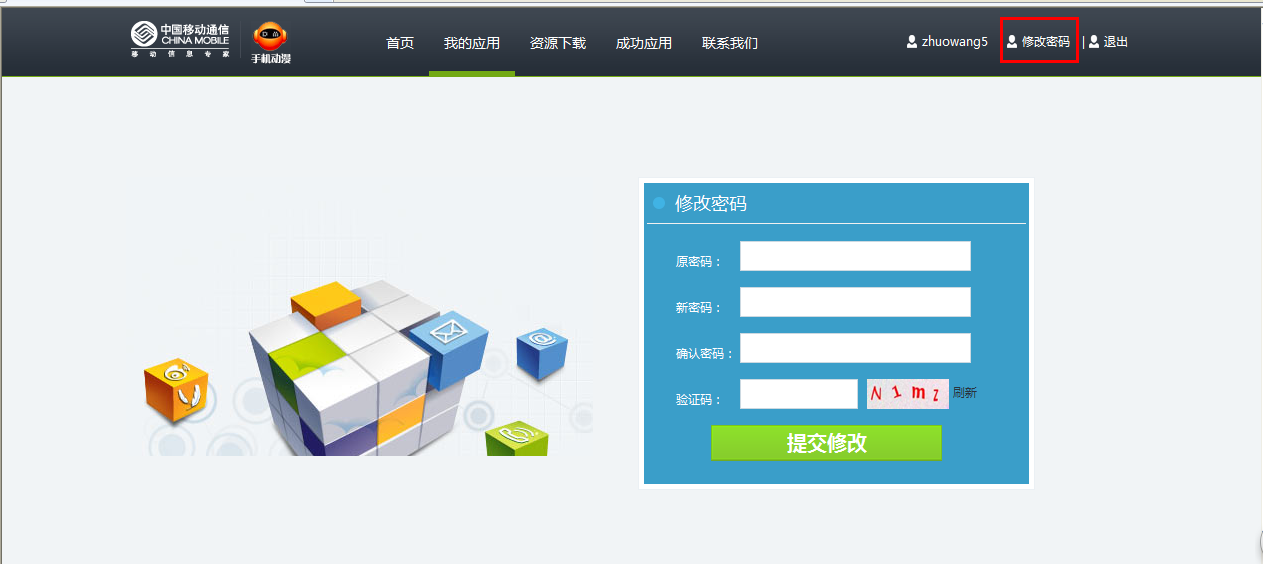 中国移动通信
CHINA MOBILE
移动信息专家
手机动漫
首页 我的应用 资源下载 成功应用 联系我们
zhuowang5 修改密码 | 退出
修改密码
原密码：
新密码：
确认密码：
验证码： N 1 m z 刷新
提交修改